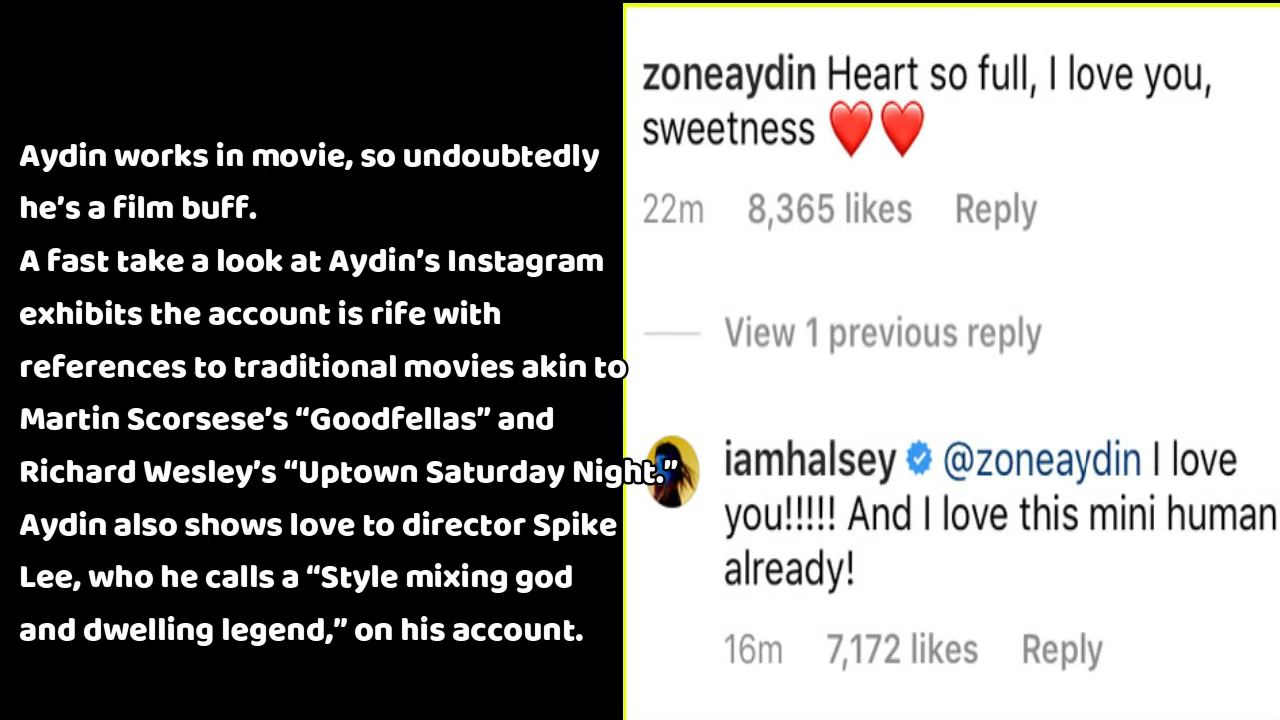 Aydin works in movie, so undoubtedly
he’s a film buff.
A fast take a look at Aydin’s Instagram
exhibits the account is rife with
references to traditional movies akin to
Martin Scorsese’s “Goodfellas” and
Richard Wesley’s “Uptown Saturday Night.”
Aydin also shows love to director Spike
Lee, who he calls a “Style mixing god
and dwelling legend,” on his account.
zoneaydin Heart so full, I love you,
sweetness ❤️❤️
22m 8,365 likes Reply
View 1 previous reply
iamhalsey @zoneaydin I love
you!!!!! And I love this mini human
already!
16m 7,172 likes Reply